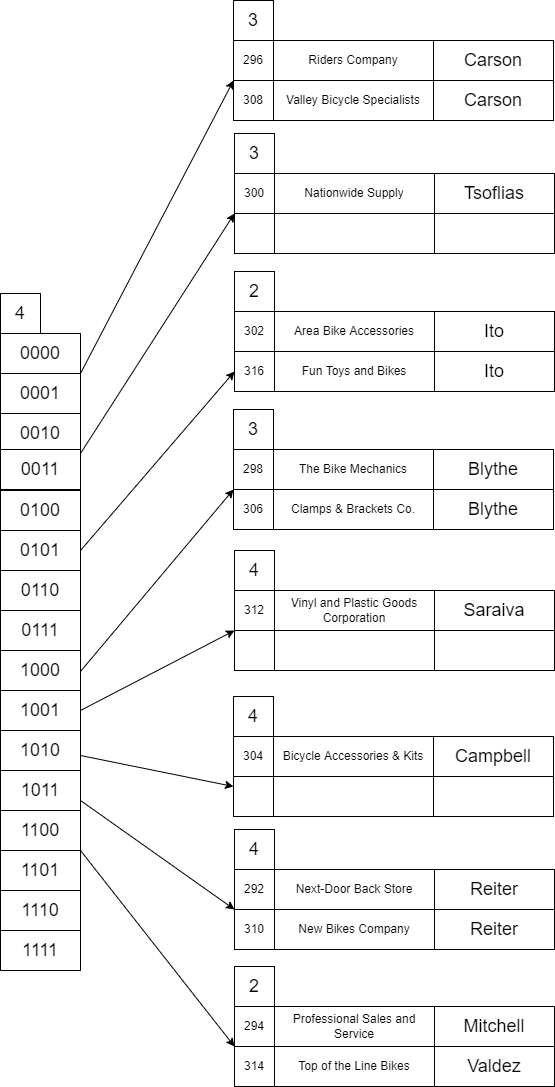 3
296 Riders Company Carson
308 Valley Bicycle Specialists Carson
3
300 Nationwide Supply Tsoflias
2
302 Area Bike Accessories Ito
316 Fun Toys and Bikes Ito
3
298 The Bike Mechanics Blythe
306 Clamps & Brackets Co. Blythe
4
312 Vinyl and Plastic Goods
Corporation Saraiva
4
304 Bicycle Accessories & Kits Campbell
4
292 Next-Door Back Store Reiter
310 New Bikes Company Reiter
2
294 Professional Sales and
Service Mitchell
314 Top of the Line Bikes Valdez
4
0000
0001
0010
0011
0100
0101
0110
0111
1000
1001
1010
1011
1100
1101
1110
1111